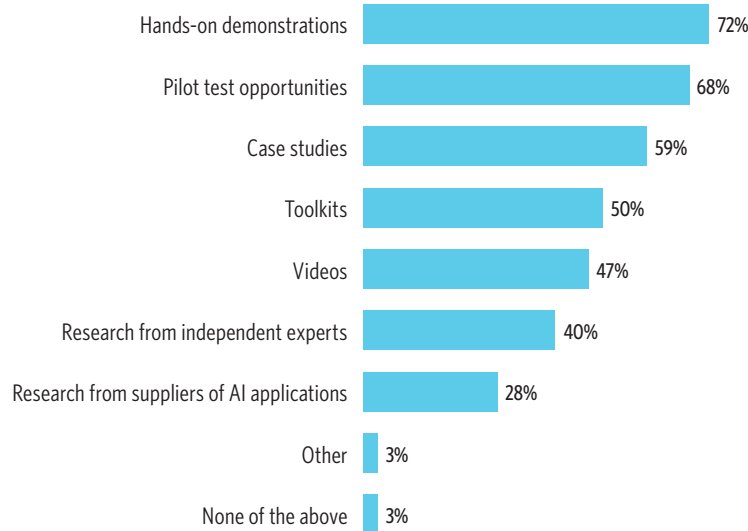 Hands-on demonstrations 72%
Pilot test opportunities 68%
Case studies 59%
Toolkits 50%
Videos 47%
Research from independent experts 40%
Research from suppliers of AI applications 28%
Other 3%
None of the above 3%